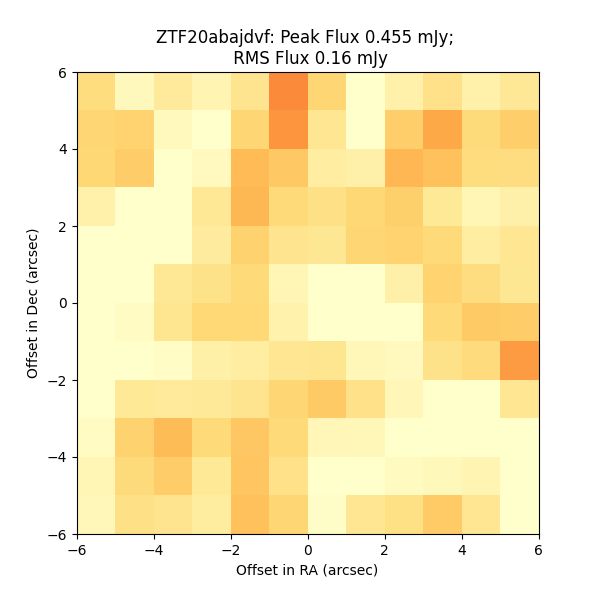 ZTF20abajdvf: Peak Flux 0.455 mJy;
RMS Flux 0.16 mJy
6
4
2
0
−2
−4
−6
Offset in Dec (arcsec)
−6 −4 −2 0 2 4 6
Offset in RA (arcsec)